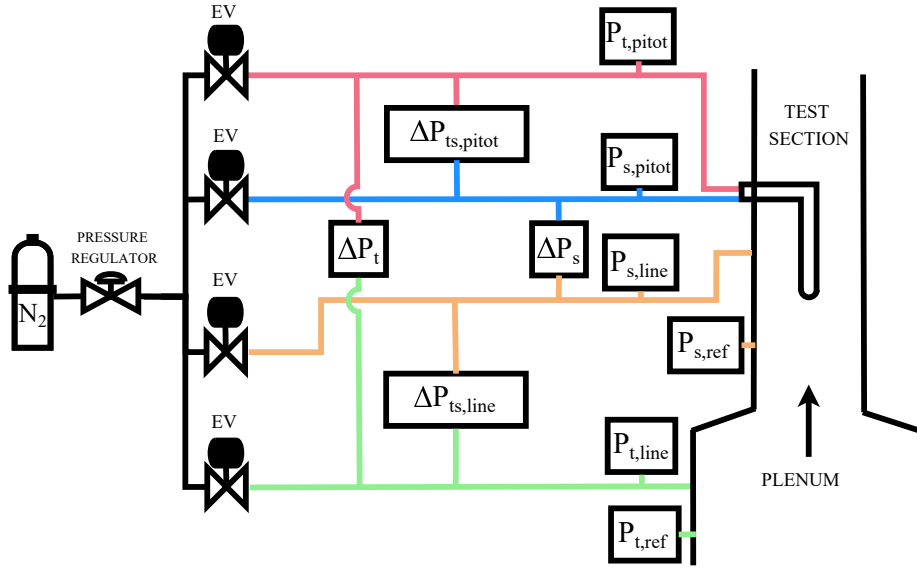 EV
P_t,pitot
TEST
SECTION
ΔP_ts,pitot
EV
P_s,pitot
PRESSURE
REGULATOR
ΔP_t
ΔP_s
EV
P_s,line
N_2
P_s,ref
ΔP_ts,line
EV
P_t,line
PLENUM
P_t,ref